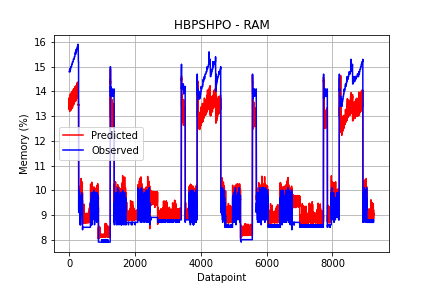 HBPSHPO - RAM
16
15
14
13
12
11
10
9
8
Memory (%)
Predicted
Observed
0
2000
4000
6000
8000
Datapoint